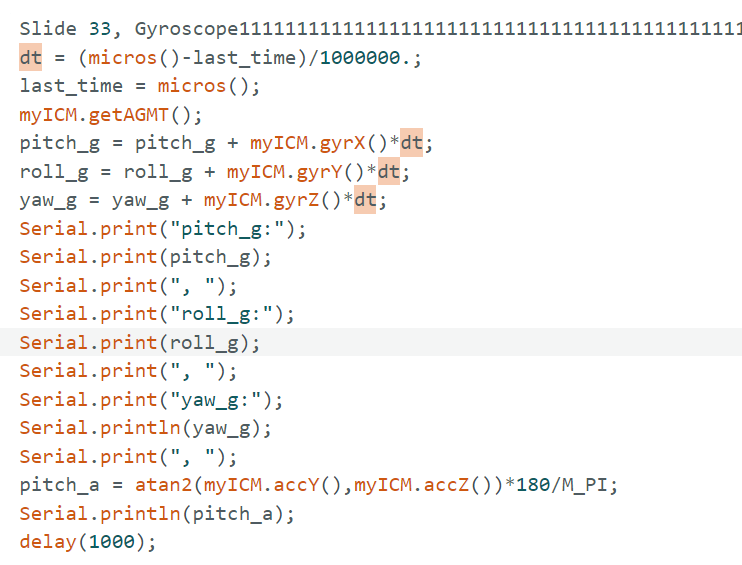 Slide 33, Gyroscope1111111111111111111111111111111111111111111
dt = (micros()-last_time)/1000000.;
last_time = micros();
myICM.getAGMT();
pitch_g = pitch_g + myICM.gyrX()*dt;
roll_g = roll_g + myICM.gyrY()*dt;
yaw_g = yaw_g + myICM.gyrZ()*dt;
Serial.print("pitch_g:");
Serial.print(pitch_g);
Serial.print(", ");
Serial.print("roll_g:");
Serial.print(roll_g);
Serial.print(", ");
Serial.print("yaw_g:");
Serial.println(yaw_g);
Serial.print(", ");
pitch_a = atan2(myICM.accY(),myICM.accZ())*180/M_PI;
Serial.println(pitch_a);
delay(1000);